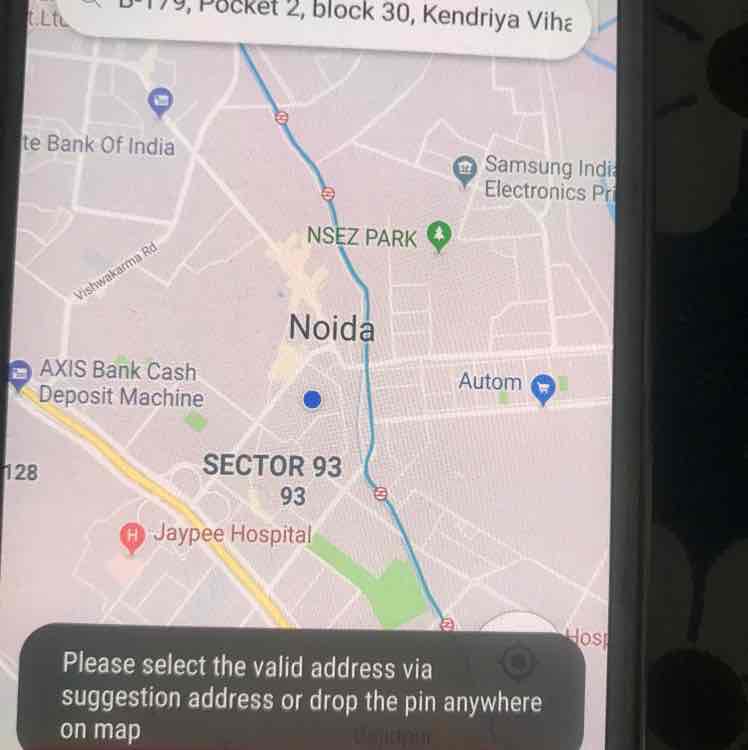 B-179, Pocket 2, block 30, Kendriya Viha
t.Ltd
te Bank Of India
Samsung India
Electronics Pri
NSEZ PARK
Vishwakarma Rd
Noida
AXIS Bank Cash
Deposit Machine
Autom
128
SECTOR 93
93
Jaypee Hospital
Hosp
Please select the valid address via
suggestion address or drop the pin anywhere
on map